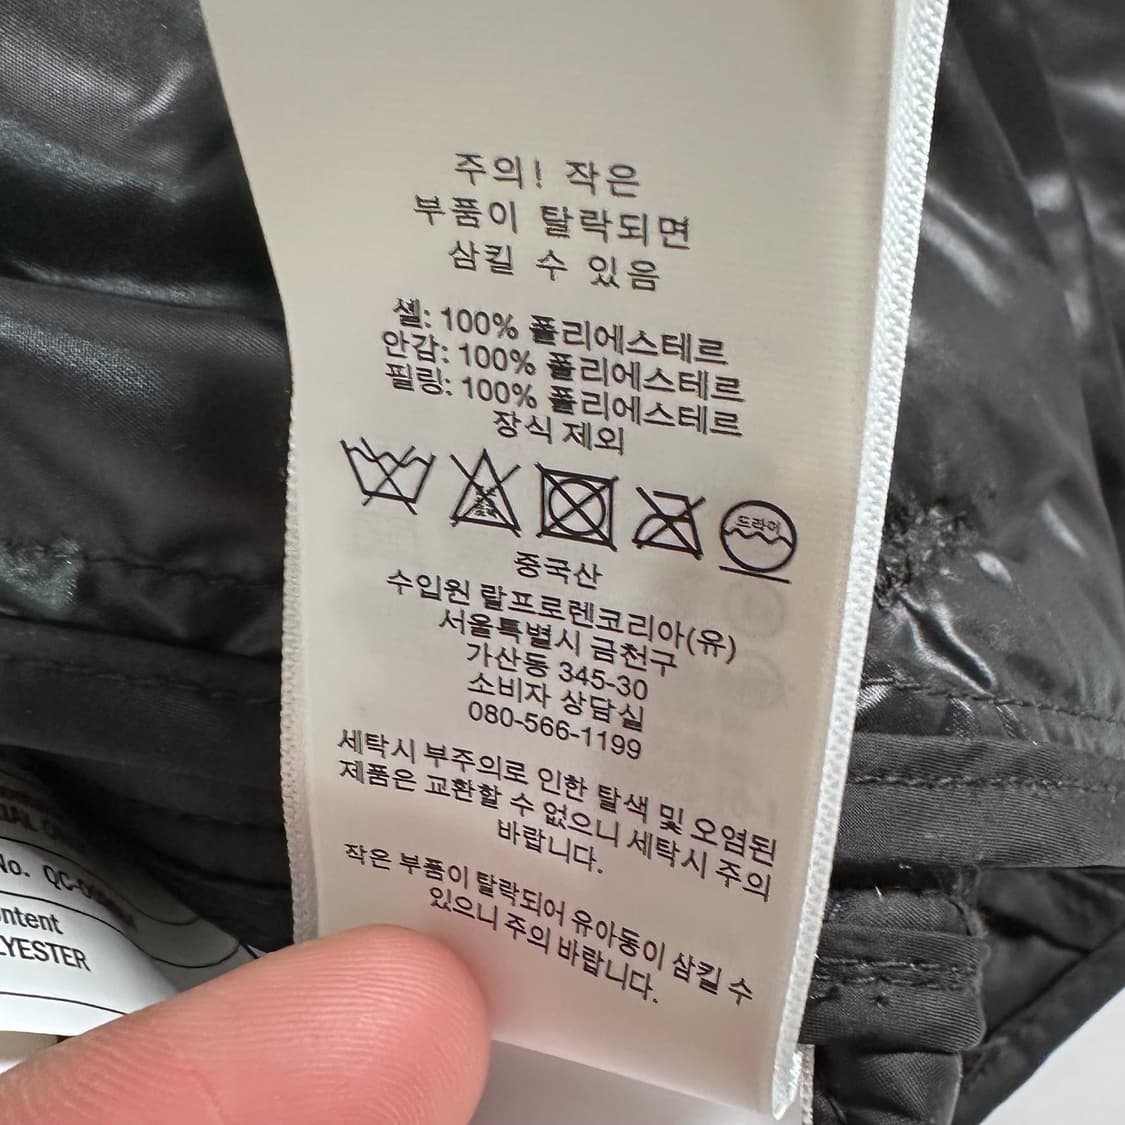 주의! 작은
부품이 탈락되면
삼킬 수 있음
셸: 100% 폴리에스테르
안감: 100% 폴리에스테르
필링: 100% 폴리에스테르
장식 제외
드라이
중국산
수입원 랄프로렌코리아(유)
서울특별시 금천구
가산동 345-30
소비자 상담실
080-566-1199
세탁시 부주의로 인한 탈색 및 오염된
제품은 교환할 수 없으니 세탁시 주의
바랍니다.
작은 부품이 탈락되어 유아동이 삼킬 수
있으니 주의 바랍니다.
No.